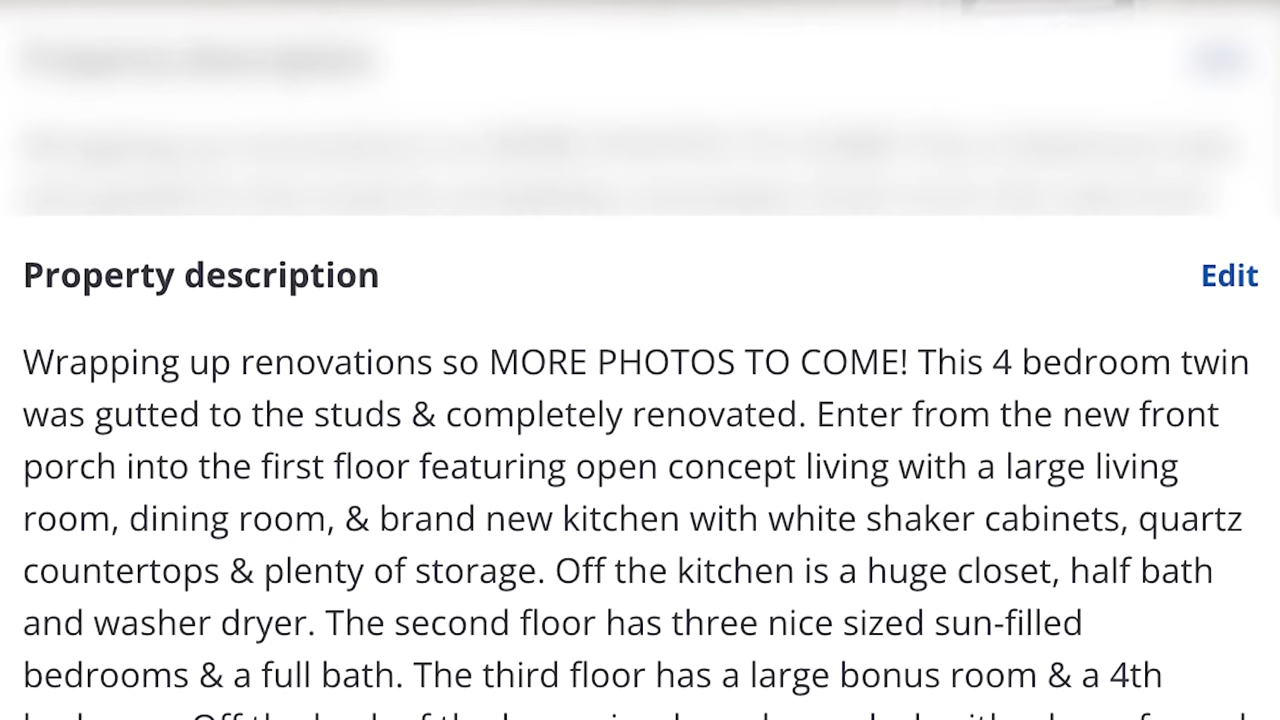 Property description
Edit
Wrapping up renovations so MORE PHOTOS TO COME! This 4 bedroom twin
was gutted to the studs & completely renovated. Enter from the new front
porch into the first floor featuring open concept living with a large living
room, dining room, & brand new kitchen with white shaker cabinets, quartz
countertops & plenty of storage. Off the kitchen is a huge closet, half bath
and washer dryer. The second floor has three nice sized sun-filled
bedrooms & a full bath. The third floor has a large bonus room & a 4th